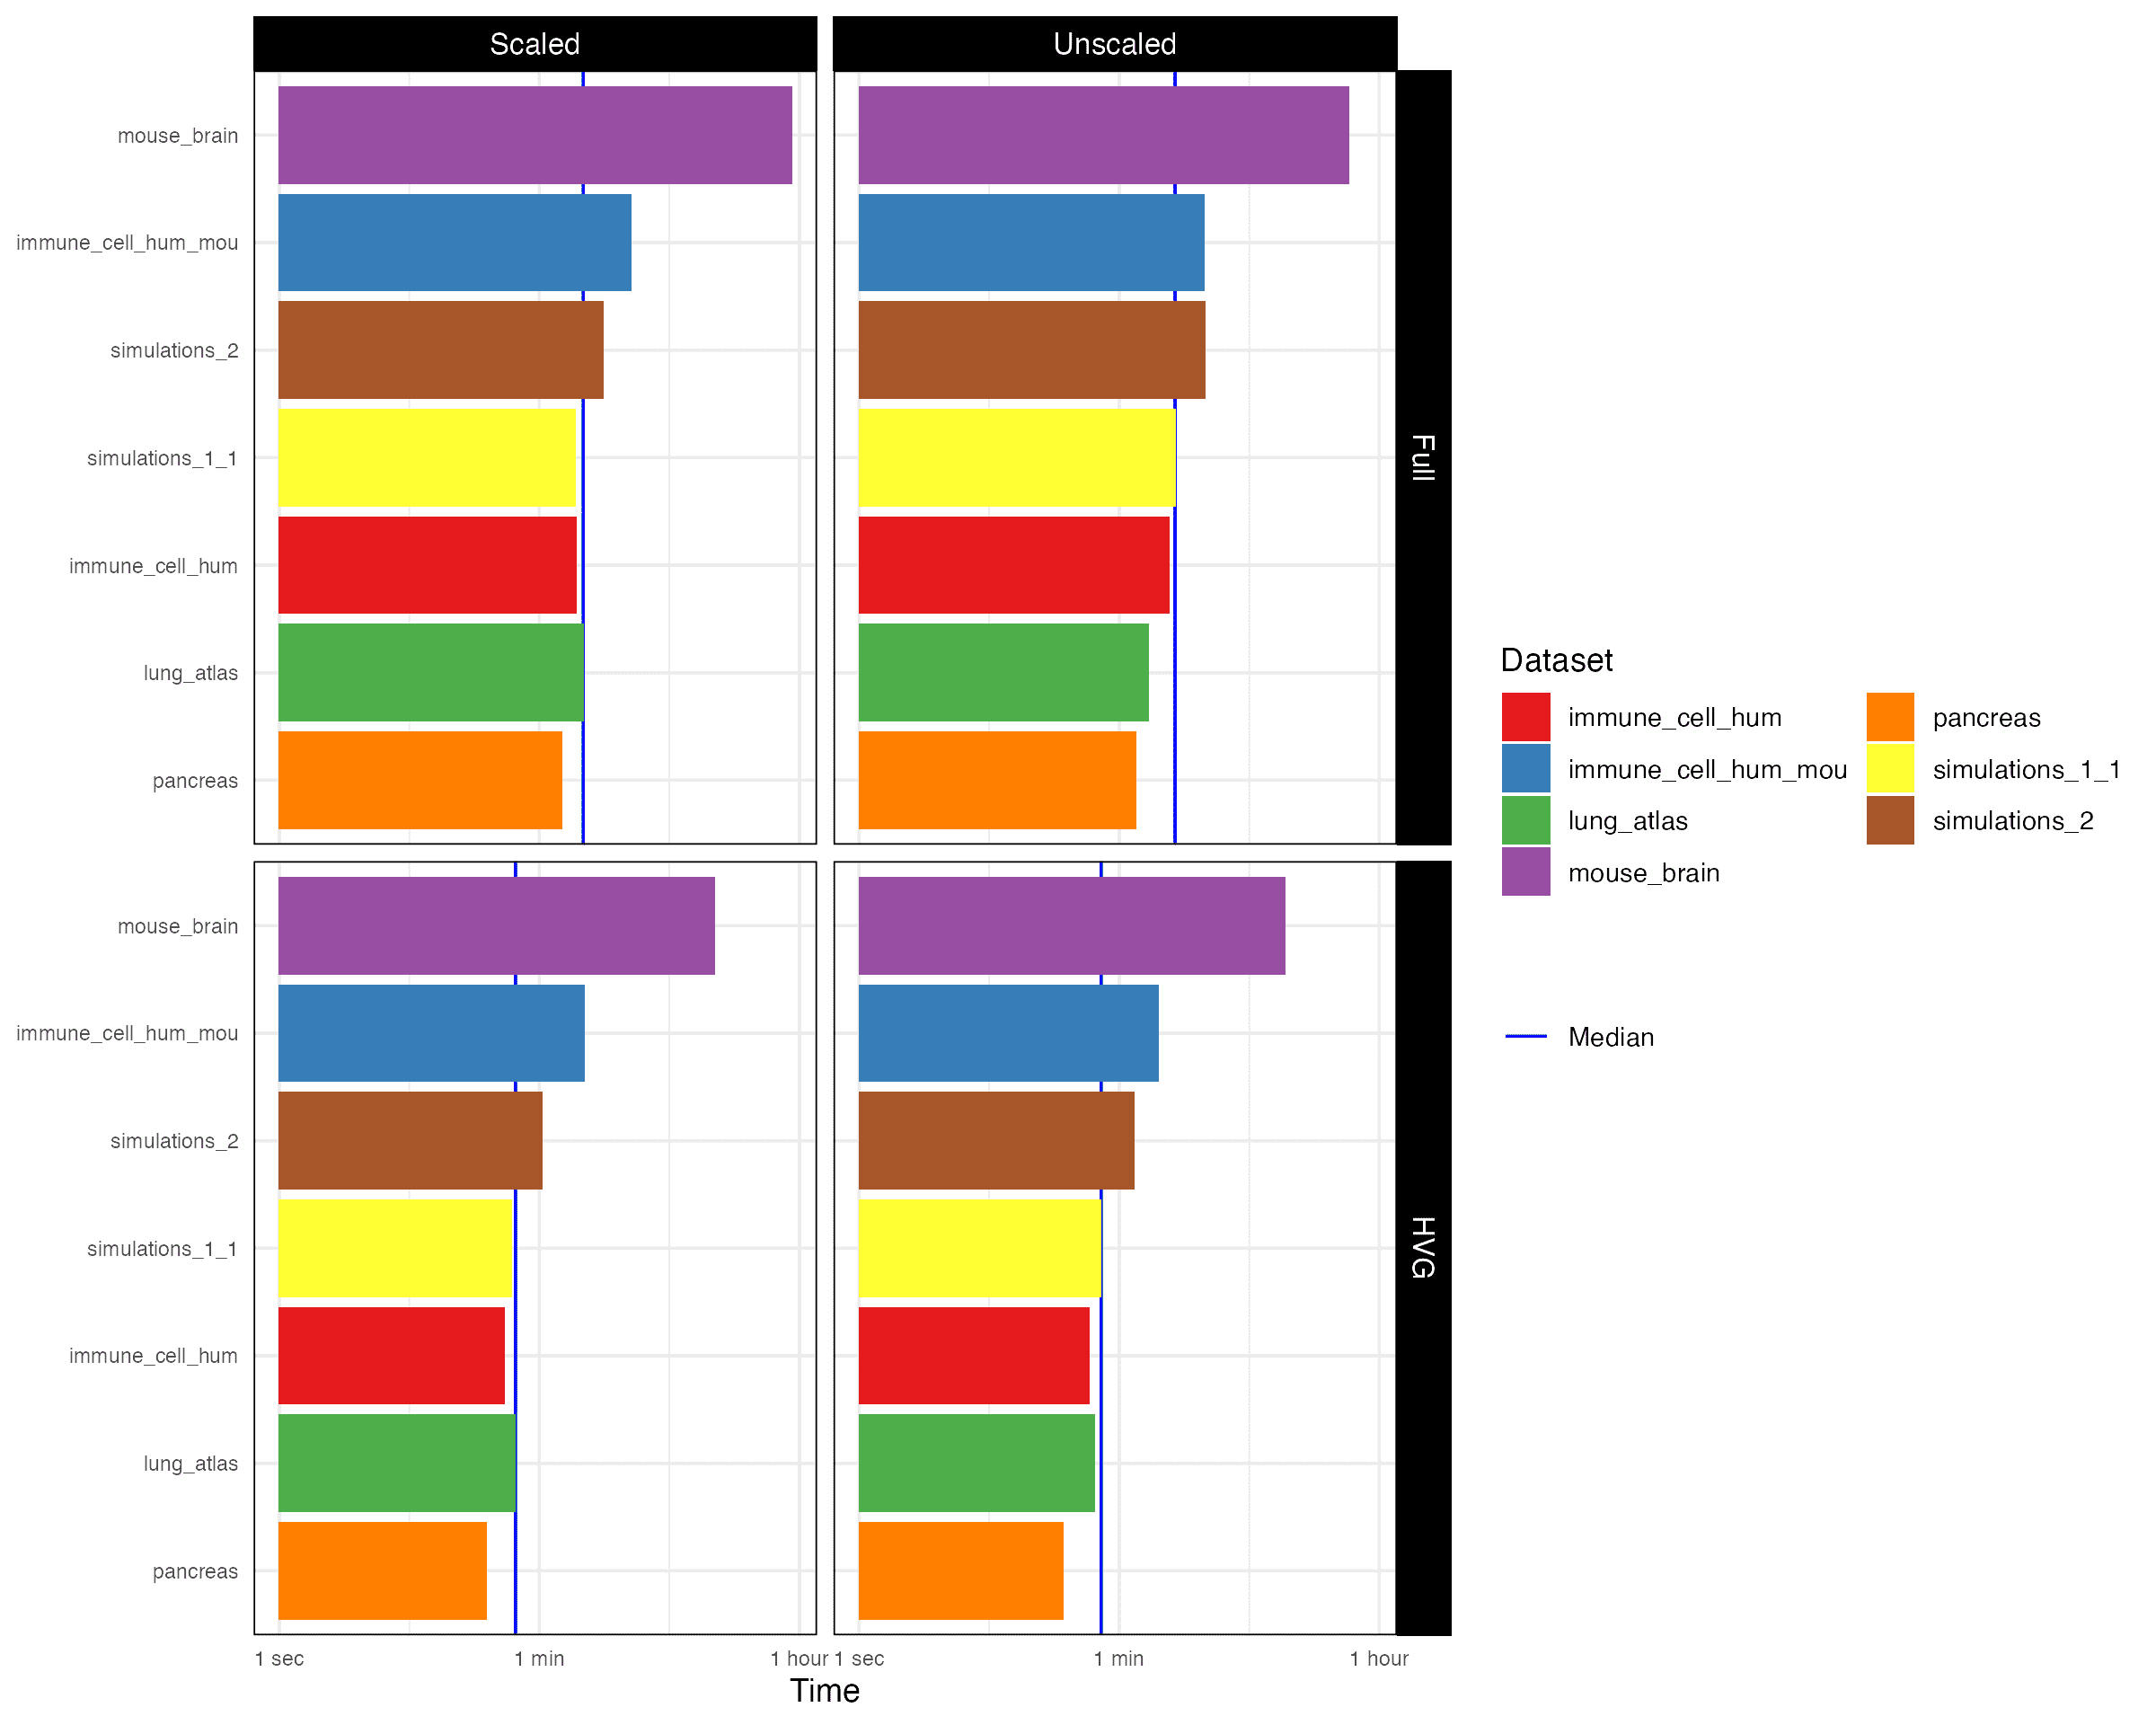 Scaled
Unscaled
mouse_brain
immune_cell_hum_mou
simulations_2
simulations_1_1
immune_cell_hum
lung_atlas
pancreas
Full
mouse_brain
immune_cell_hum_mou
simulations_2
simulations_1_1
immune_cell_hum
lung_atlas
pancreas
HVG
1 sec
1 min
1 hour
1 sec
1 min
1 hour
Time
Dataset
immune_cell_hum
immune_cell_hum_mou
lung_atlas
mouse_brain
pancreas
simulations_1_1
simulations_2
Median